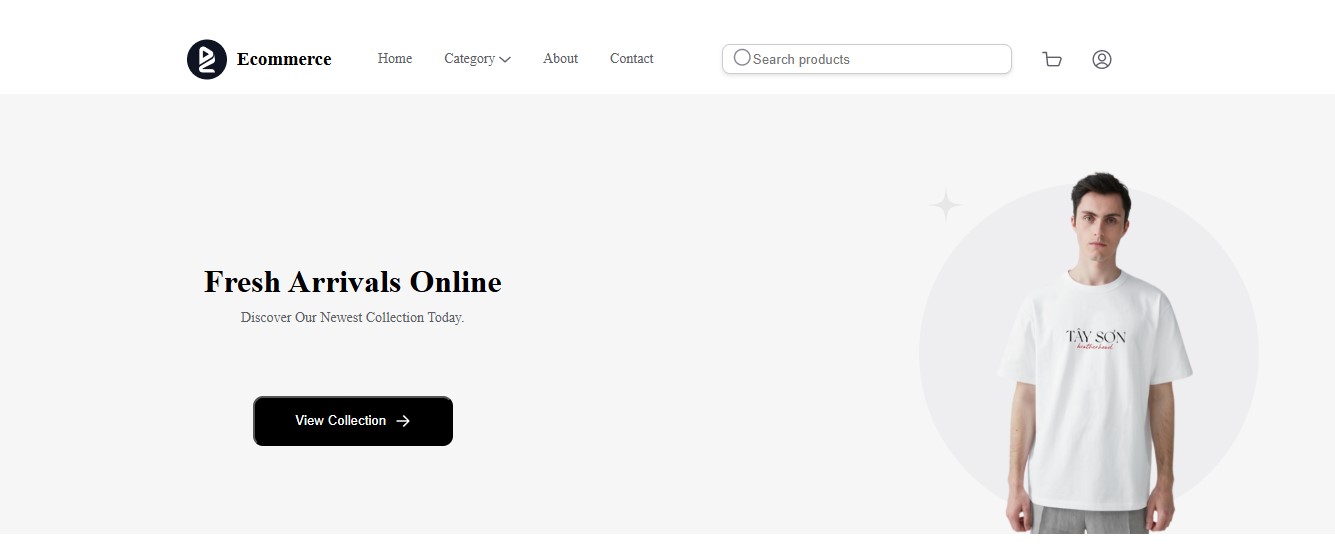 Ecommerce Home Category About Contact Search products
Fresh Arrivals Online
Discover Our Newest Collection Today.
View Collection
TÂY SƠN
brotherhood